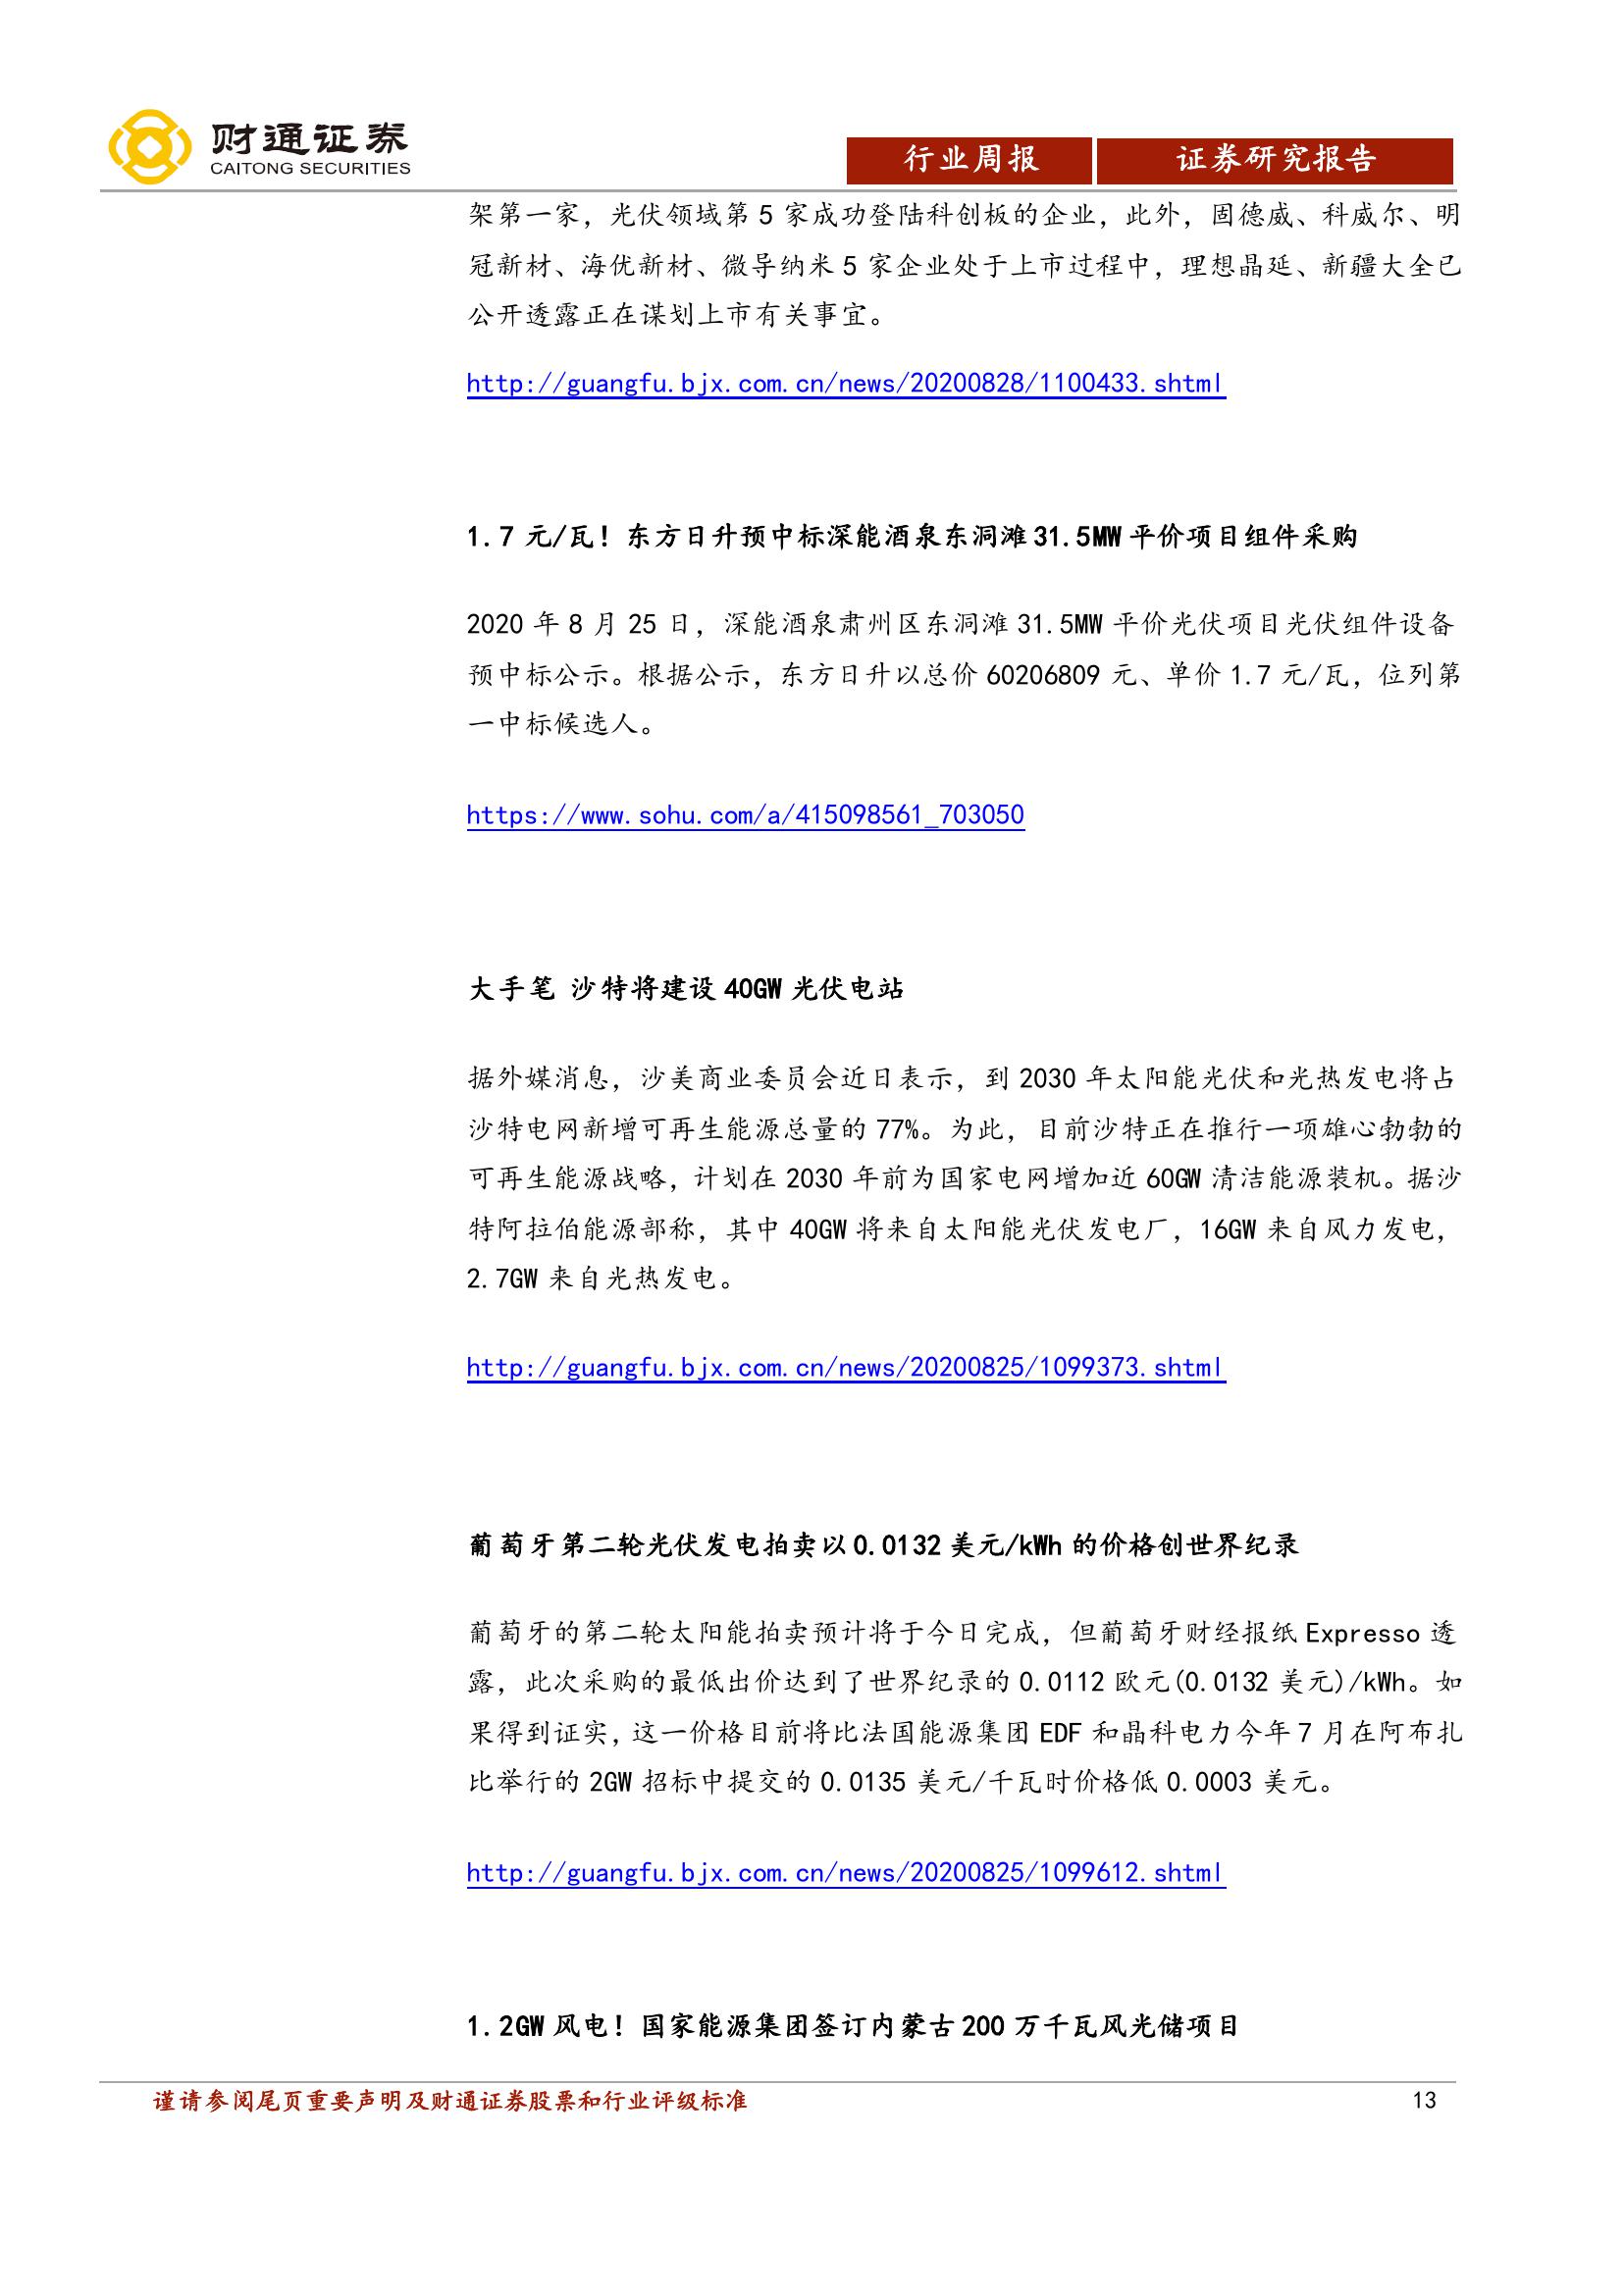 财通证券
CAITONG SECURITIES
行业周报 证券研究报告
架第一家，光伏领域第 5 家成功登陆科创板的企业，此外，固德威、科威尔、明
冠新材、海优新材、微导纳米 5 家企业处于上市过程中，理想晶延、新疆大全已
公开透露正在谋划上市有关事宜。
http://guangfu.bjx.com.cn/news/20200828/1100433.shtml
1.7 元/瓦！东方日升预中标深能酒泉东洞滩 31.5MW 平价项目组件采购
2020 年 8 月 25 日，深能酒泉肃州区东洞滩 31.5MW 平价光伏项目光伏组件设备
预中标公示。根据公示，东方日升以总价 60206809 元、单价 1.7 元/瓦，位列第
一中标候选人。
https://www.sohu.com/a/415098561_703050
大手笔 沙特将建设 40GW 光伏电站
据外媒消息，沙美商业委员会近日表示，到 2030 年太阳能光伏和光热发电将占
沙特电网新增可再生能源总量的 77%。为此，目前沙特正在推行一项雄心勃勃的
可再生能源战略，计划在 2030 年前为国家电网增加近 60GW 清洁能源装机。据沙
特阿拉伯能源部称，其中 40GW 将来自太阳能光伏发电厂，16GW 来自风力发电，
2.7GW 来自光热发电。
http://guangfu.bjx.com.cn/news/20200825/1099373.shtml
葡萄牙第二轮光伏发电拍卖以 0.0132 美元/kWh 的价格创世界纪录
葡萄牙的第二轮太阳能拍卖预计将于今日完成，但葡萄牙财经报纸 Expresso 透
露，此次采购的最低出价达到了世界纪录的 0.0112 欧元(0.0132 美元)/kWh。如
果得到证实，这一价格目前将比法国能源集团 EDF 和晶科电力今年 7 月在阿布扎
比举行的 2GW 招标中提交的 0.0135 美元/千瓦时价格低 0.0003 美元。
http://guangfu.bjx.com.cn/news/20200825/1099612.shtml
1.2GW 风电！国家能源集团签订内蒙古 200 万千瓦风光储项目
谨请参阅尾页重要声明及财通证券股票和行业评级标准 13